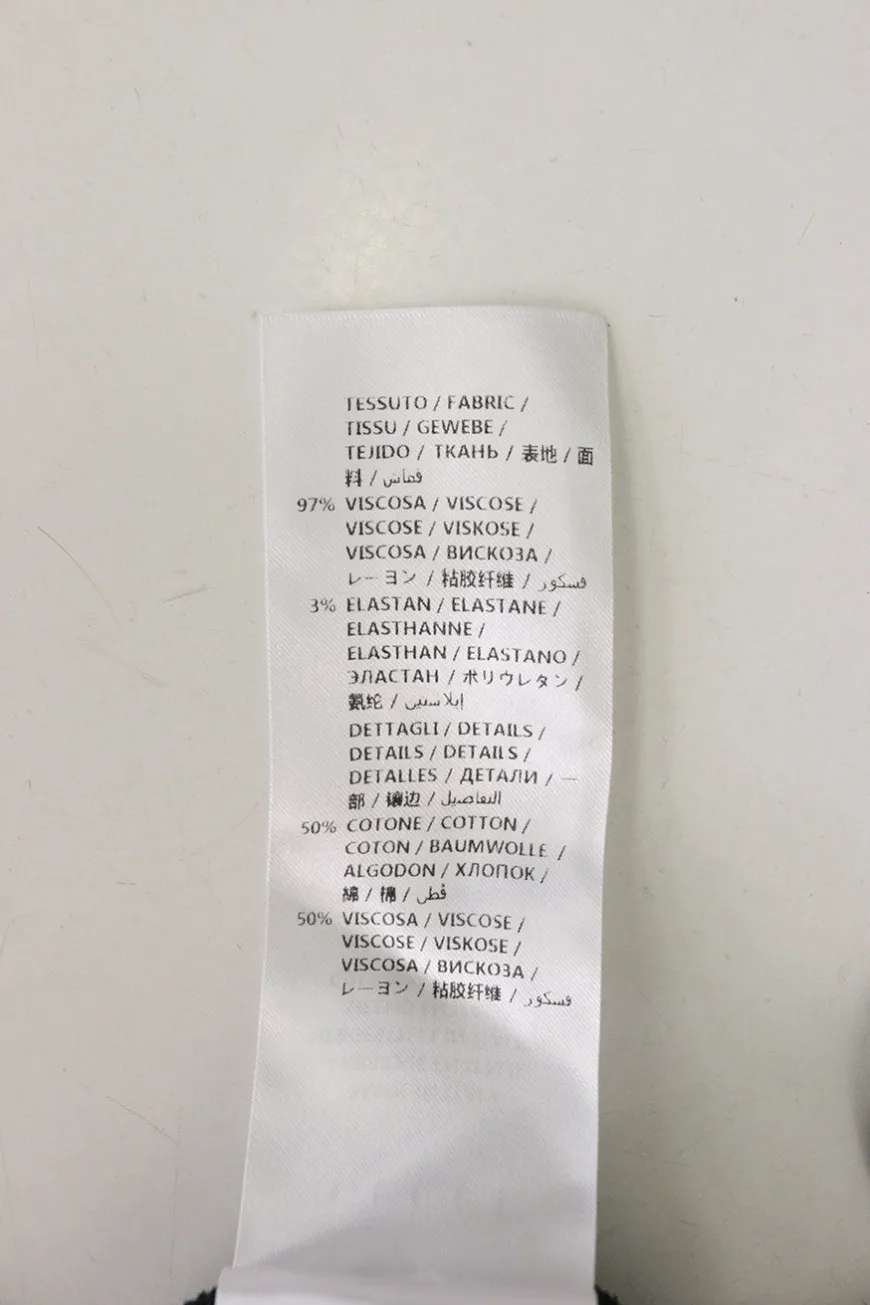 TESSUTO / FABRIC /
TISSU / GEWEBE /
TEJIDO / ТКАНЬ / 表地 / 面
料 / قماش
97% VISCOSA / VISCOSE /
VISCOSE / VISKOSE /
VISCOSA / ВИСКОЗА /
レーヨン / 粘胶纤维 / فسكور
3% ELASTAN / ELASTANE /
ELASTHANNE /
ELASTHAN / ELASTANO /
ЭЛАСТАН / ポリウレタン /
氨纶 / إيلاستين
DETTAGLI / DETAILS /
DETAILS / DETAILS /
DETALLES / ДЕТАЛИ / 一
部 / 镶边 / التفاصيل
50% COTONE / COTTON /
COTON / BAUMWOLLE /
ALGODON / ХЛОПОК /
綿 / 棉 / قُطن
50% VISCOSA / VISCOSE /
VISCOSE / VISKOSE /
VISCOSA / ВИСКОЗА /
レーヨン / 粘胶纤维 / فسكور